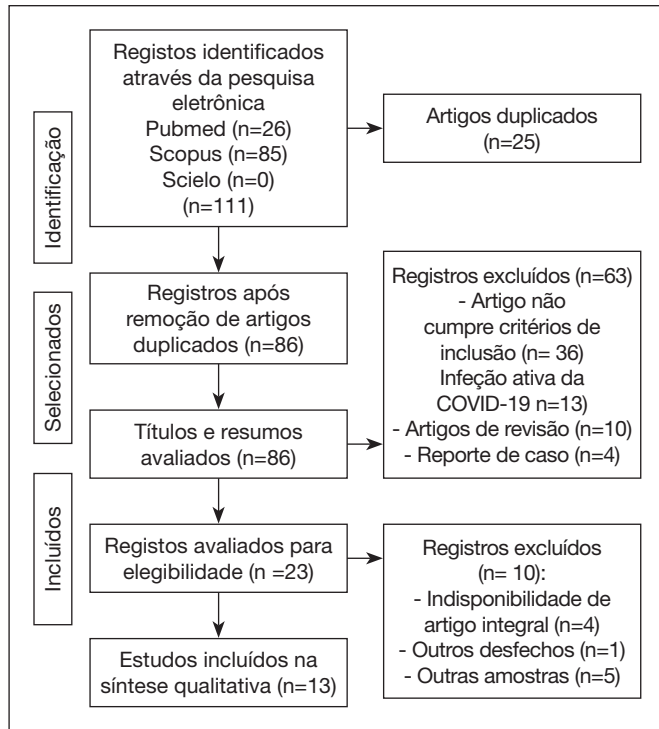 Identificação
Registos identificados
através da pesquisa
eletrônica
Pubmed (n=26)
Scopus (n=85)
Scielo (n=0)
(n=111)
Artigos duplicados
(n=25)
Selecionados
Registros após
remoção de artigos
duplicados (n=86)
Títulos e resumos
avaliados (n=86)
Registros excluídos (n=63)
- Artigo não
cumpre critérios de
inclusão (n= 36)
Infeção ativa da
COVID-19 n=13)
- Artigos de revisão (n=10)
- Reporte de caso (n=4)
Incluídos
Registos avaliados para
elegibilidade (n =23)
Registros excluídos
(n= 10):
- Indisponibilidade de
artigo integral (n=4)
- Outros desfechos (n=1)
- Outras amostras (n=5)
Estudos incluídos na
síntese qualitativa (n=13)